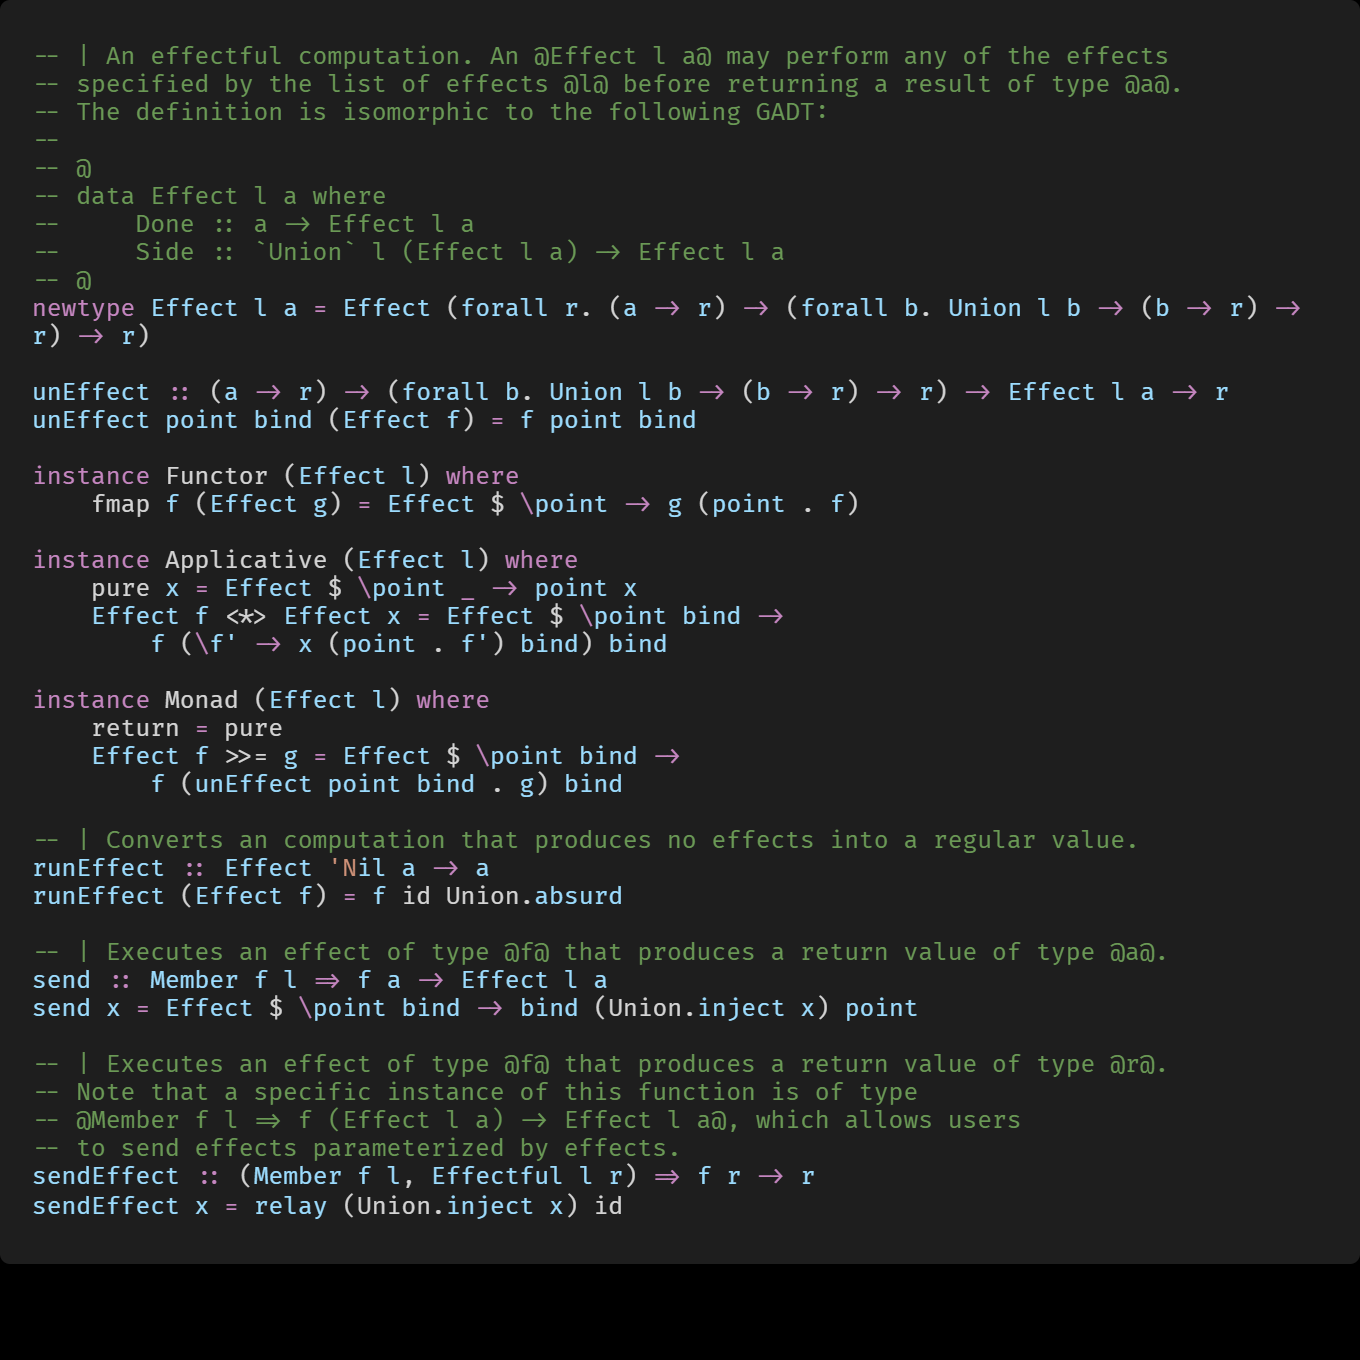 -- | An effectful computation. An @Effect l a@ may perform any of the effects
-- specified by the list of effects @l@ before returning a result of type @a@.
-- The definition is isomorphic to the following GADT:
--
-- @
-- data Effect l a where
--     Done :: a -> Effect l a
--     Side :: `Union` l (Effect l a) -> Effect l a
-- @
newtype Effect l a = Effect (forall r. (a -> r) -> (forall b. Union l b -> (b -> r) ->
r) -> r)

unEffect :: (a -> r) -> (forall b. Union l b -> (b -> r) -> r) -> Effect l a -> r
unEffect point bind (Effect f) = f point bind

instance Functor (Effect l) where
    fmap f (Effect g) = Effect $ \point -> g (point . f)

instance Applicative (Effect l) where
    pure x = Effect $ \point _ -> point x
    Effect f <*> Effect x = Effect $ \point bind ->
        f (\f' -> x (point . f') bind) bind

instance Monad (Effect l) where
    return = pure
    Effect f >>= g = Effect $ \point bind ->
        f (unEffect point bind . g) bind

-- | Converts an computation that produces no effects into a regular value.
runEffect :: Effect 'Nil a -> a
runEffect (Effect f) = f id Union.absurd

-- | Executes an effect of type @f@ that produces a return value of type @a@.
send :: Member f l => f a -> Effect l a
send x = Effect $ \point bind -> bind (Union.inject x) point

-- | Executes an effect of type @f@ that produces a return value of type @r@.
-- Note that a specific instance of this function is of type
-- @Member f l => f (Effect l a) -> Effect l a@, which allows users
-- to send effects parameterized by effects.
sendEffect :: (Member f l, Effectful l r) => f r -> r
sendEffect x = relay (Union.inject x) id